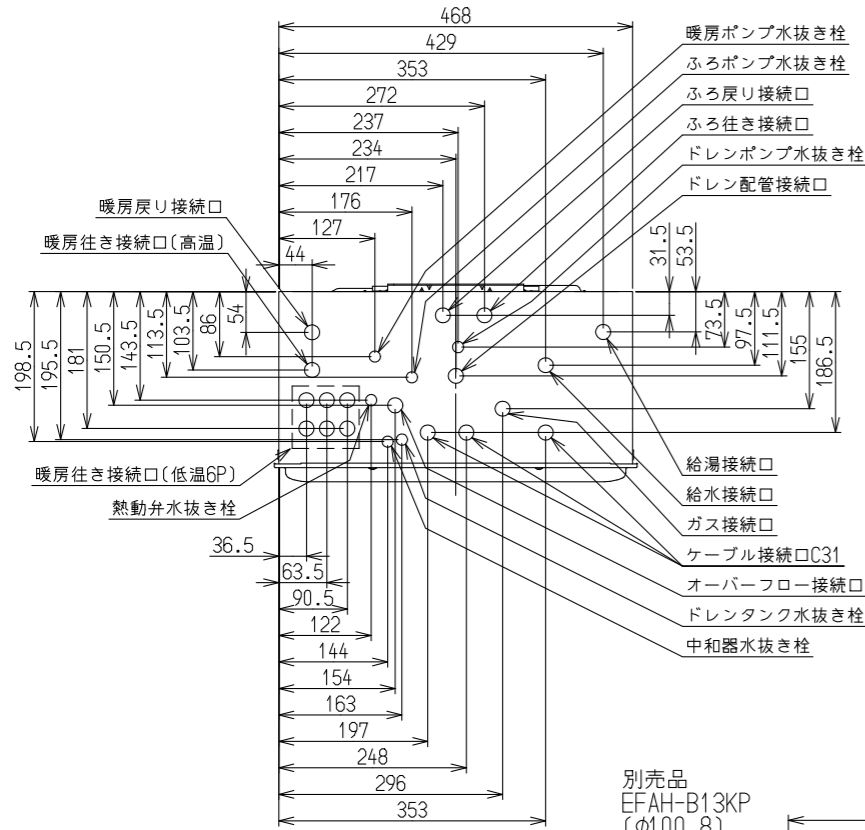 468
429
353
272
237
234
217
176
127
44
暖房ポンプ水抜き栓
ふろポンプ水抜き栓
ふろ戻り接続口
ふろ往き接続口
ドレンポンプ水抜き栓
ドレン配管接続口
暖房戻り接続口
暖房往き接続口(高温)
198.5
195.5
181
150.5
143.5
113.5
103.5
86
54
31.5
53.5
73.5
97.5
111.5
155
186.5
暖房往き接続口(低温6P)
熱動弁水抜き栓
給湯接続口
給水接続口
ガス接続口
ケーブル接続口C31
オーバーフロー接続口
ドレンタンク水抜き栓
中和器水抜き栓
36.5
63.5
90.5
122
144
154
163
197
248
296
353
別売品
EFAH-B13KP
(φ100.8)